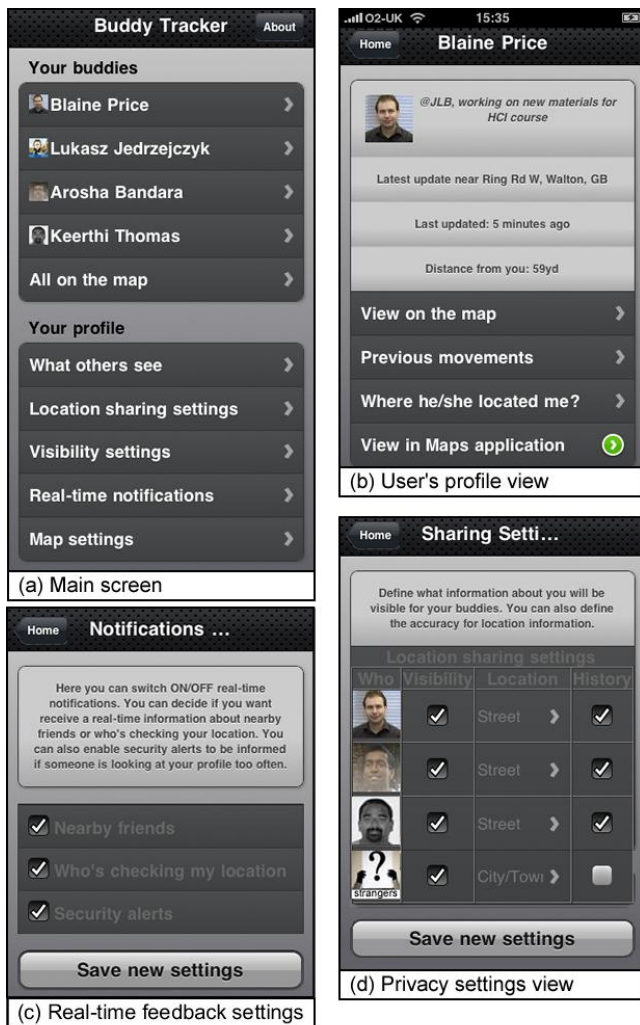 Buddy Tracker
About
Your buddies
Blaine Price
Lukasz Jedrzejczyk
Arosha Bandara
Keerthi Thomas
All on the map
Your profile
What others see
Location sharing settings
Visibility settings
Real-time notifications
Map settings
(a) Main screen
O2-UK 15:35
Home
Blaine Price
@JLB, working on new materials for
HCI course
Latest update near Ring Rd W, Walton, GB
Last updated: 5 minutes ago
Distance from you: 59yd
View on the map
Previous movements
Where he/she located me?
View in Maps application
(b) User's profile view
Home
Notifications ...
Here you can switch ON/OFF real-time
notifications. You can decide if you want
receive a real-time information about nearby
friends or who's checking your location. You
can also enable security alerts to be informed
if someone is looking at your profile too often.
Nearby friends
Who's checking my location
Security alerts
Save new settings
(c) Real-time feedback settings
Home
Sharing Setti...
Define what information about you will be
visible for your buddies. You can also define
the accuracy for location information.
Location sharing settings
Who Visibility Location History
Street
Street
Street
?
strangers
City/Tow
Save new settings
(d) Privacy settings view